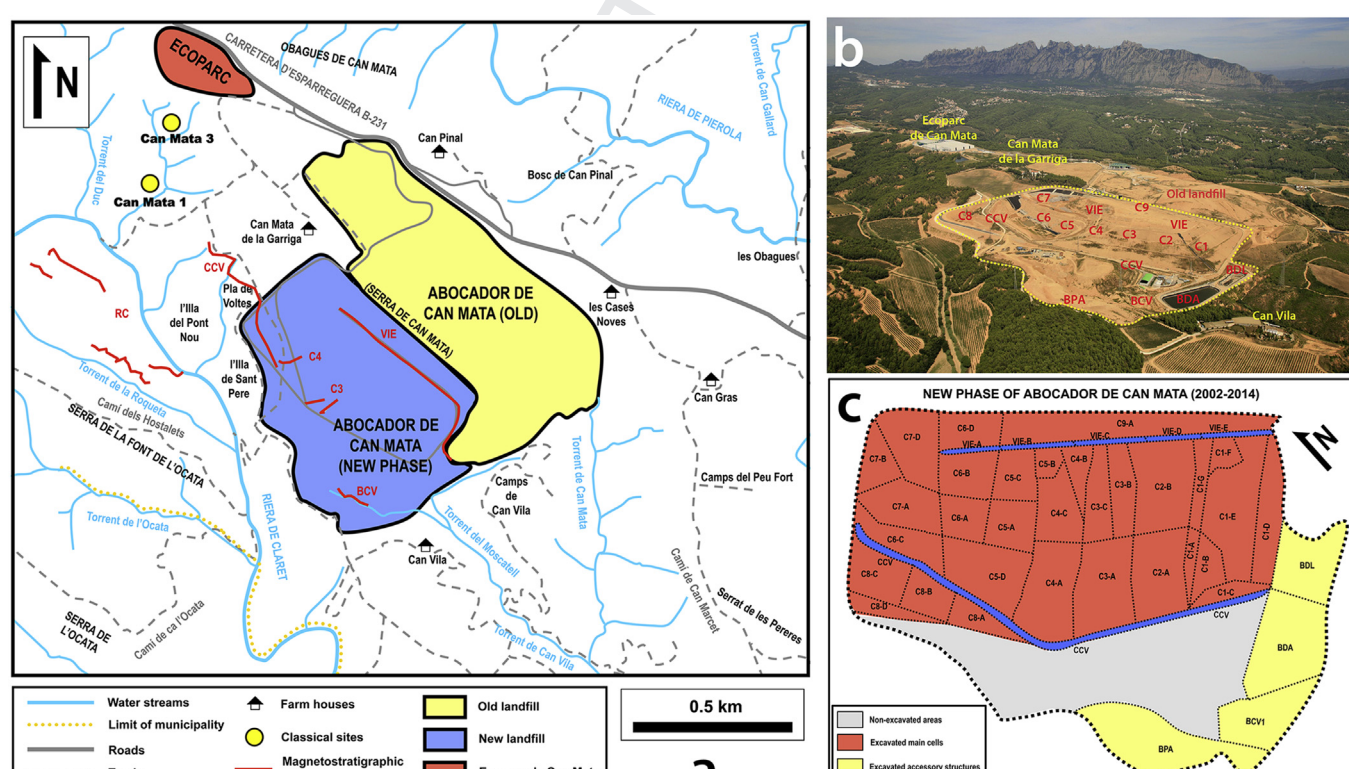 N
ECOPARC
CARRETERA D'ESPARREGUERA B-231
OBAGUES DE CAN MATA
Torrent de Can Gallard
RIERA DE PIEROLA
Can Mata 3
Can Mata 1
Torrent del Duc
Can Pinal
Bosc de Can Pinal
Can Mata
de la Garriga
les Obagues
CCV
Pla de
Voltes
(SERRA DE CAN MATA)
ABOCADOR DE
CAN MATA (OLD)
les Cases
Noves
RC
l'Illa
del Pont
Nou
VIE
C4
l'Illa
de Sant
Pere
C3
Can Gras
Torrent de la Roqueta
Camí dels Hostalets
SERRA DE LA FONT DE L'OCATA
ABOCADOR DE
CAN MATA
(NEW PHASE)
BCV
Camps
de
Can Vila
Torrent de Can Mata
Camps del Peu Fort
Torrent de l'Ocata
RIERA DE CLARET
Torrent del Moscatell
Can Vila
Camí de Can Marcet
Serrat de les Pereres
SERRA DE
L'OCATA
Camí de ca l'Ocata
Torrent de Can Vila
Water streams
Limit of municipality
Roads
Farm houses
Classical sites
Magnetostratigraphic
Old landfill
New landfill
0.5 km
b
Ecoparc
de Can Mata
Can Mata
de la Garriga
Old landfill
C7
C8
CCV
C6
C5
VIE
C4
C9
C3
VIE
C2
C1
CCV
BDL
BPA
BCV
BDA
Can Vila
c
NEW PHASE OF ABOCADOR DE CAN MATA (2002-2014)
N
C7-D
C6-D
C9-A
VIE-A
VIE-B
VIE-C
VIE-D
VIE-E
C7-B
C6-B
C5-C
C5-B
C4-B
C3-B
C2-B
C1-G
C1-F
C7-A
C6-A
C5-A
C4-C
C3-C
C1-E
C1-D
C6-C
CCV
C8-C
C8-B
C5-D
C4-A
C3-A
C2-A
C1-A
C1-B
C1-C
C8-D
C8-A
CCV
CCV
BDL
BDA
BCV1
BPA
Non-excavated areas
Excavated main cells
Excavated accessory structures